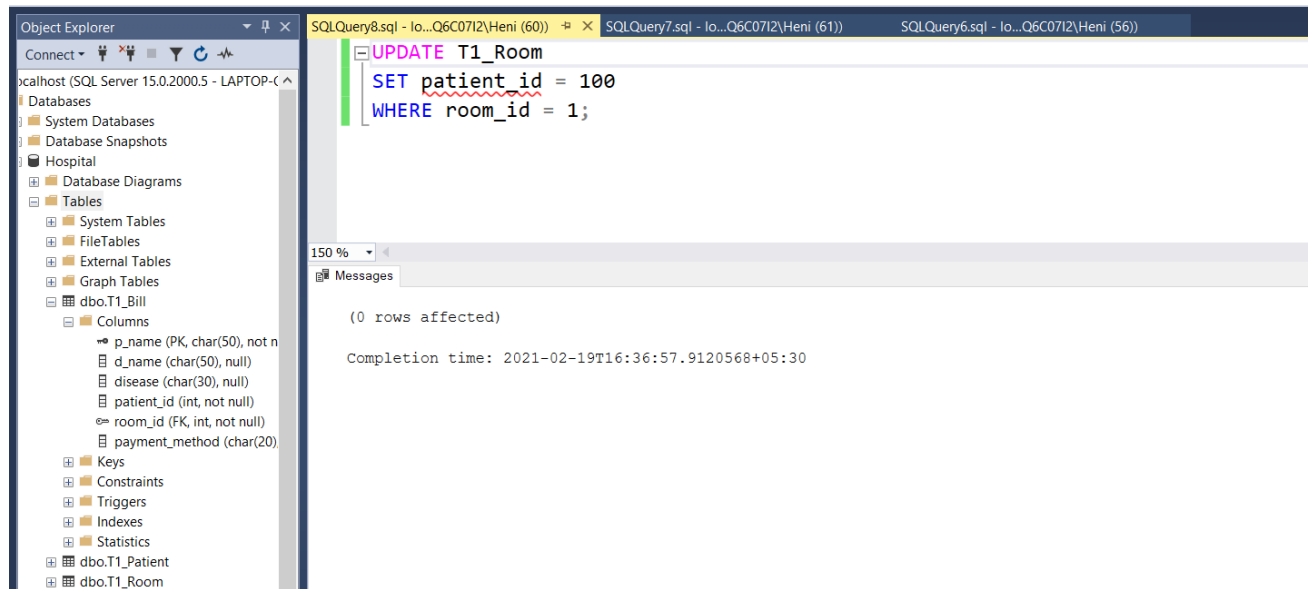 Object Explorer
Connect
ocalhost (SQL Server 15.0.2000.5 - LAPTOP-
Databases
System Databases
Database Snapshots
Hospital
Database Diagrams
Tables
System Tables
FileTables
External Tables
Graph Tables
dbo.T1_Bill
Columns
p_name (PK, char(50), not n
d_name (char(50), null)
disease (char(30), null)
patient_id (int, not null)
room_id (FK, int, not null)
payment_method (char(20)
Keys
Constraints
Triggers
Indexes
Statistics
dbo.T1_Patient
dbo.T1_Room
SQLQuery8.sql - lo...Q6C07I2\Heni (60))
SQLQuery7.sql - lo...Q6C07I2\Heni (61))
SQLQuery6.sql - lo...Q6C07I2\Heni (56))
UPDATE T1_Room
SET patient_id = 100
WHERE room_id = 1;
150 %
Messages
(0 rows affected)
Completion time: 2021-02-19T16:36:57.9120568+05:30